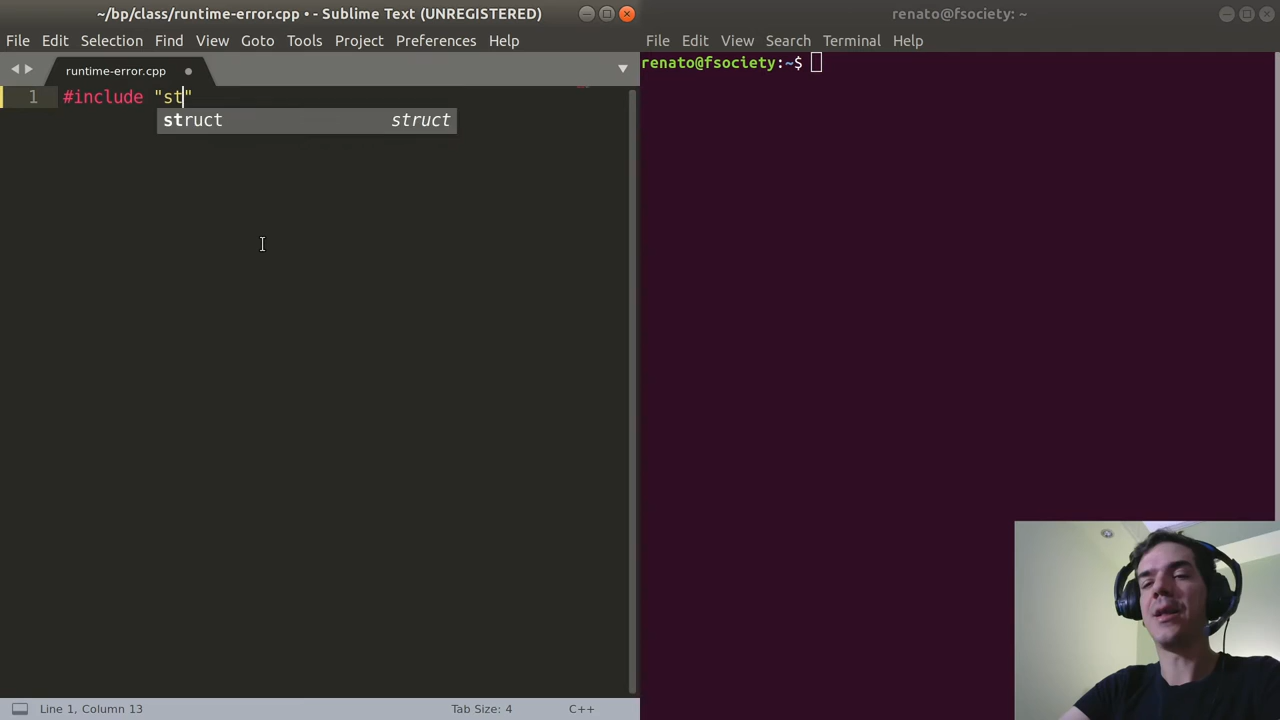 ~/bp/class/runtime-error.cpp • - Sublime Text (UNREGISTERED)
File Edit Selection Find View Goto Tools Project Preferences Help
runtime-error.cpp
1 #include "st"
struct struct
Line 1, Column 13
Tab Size: 4
C++
renato@fsociety: ~
File Edit View Search Terminal Help
renato@fsociety:~$